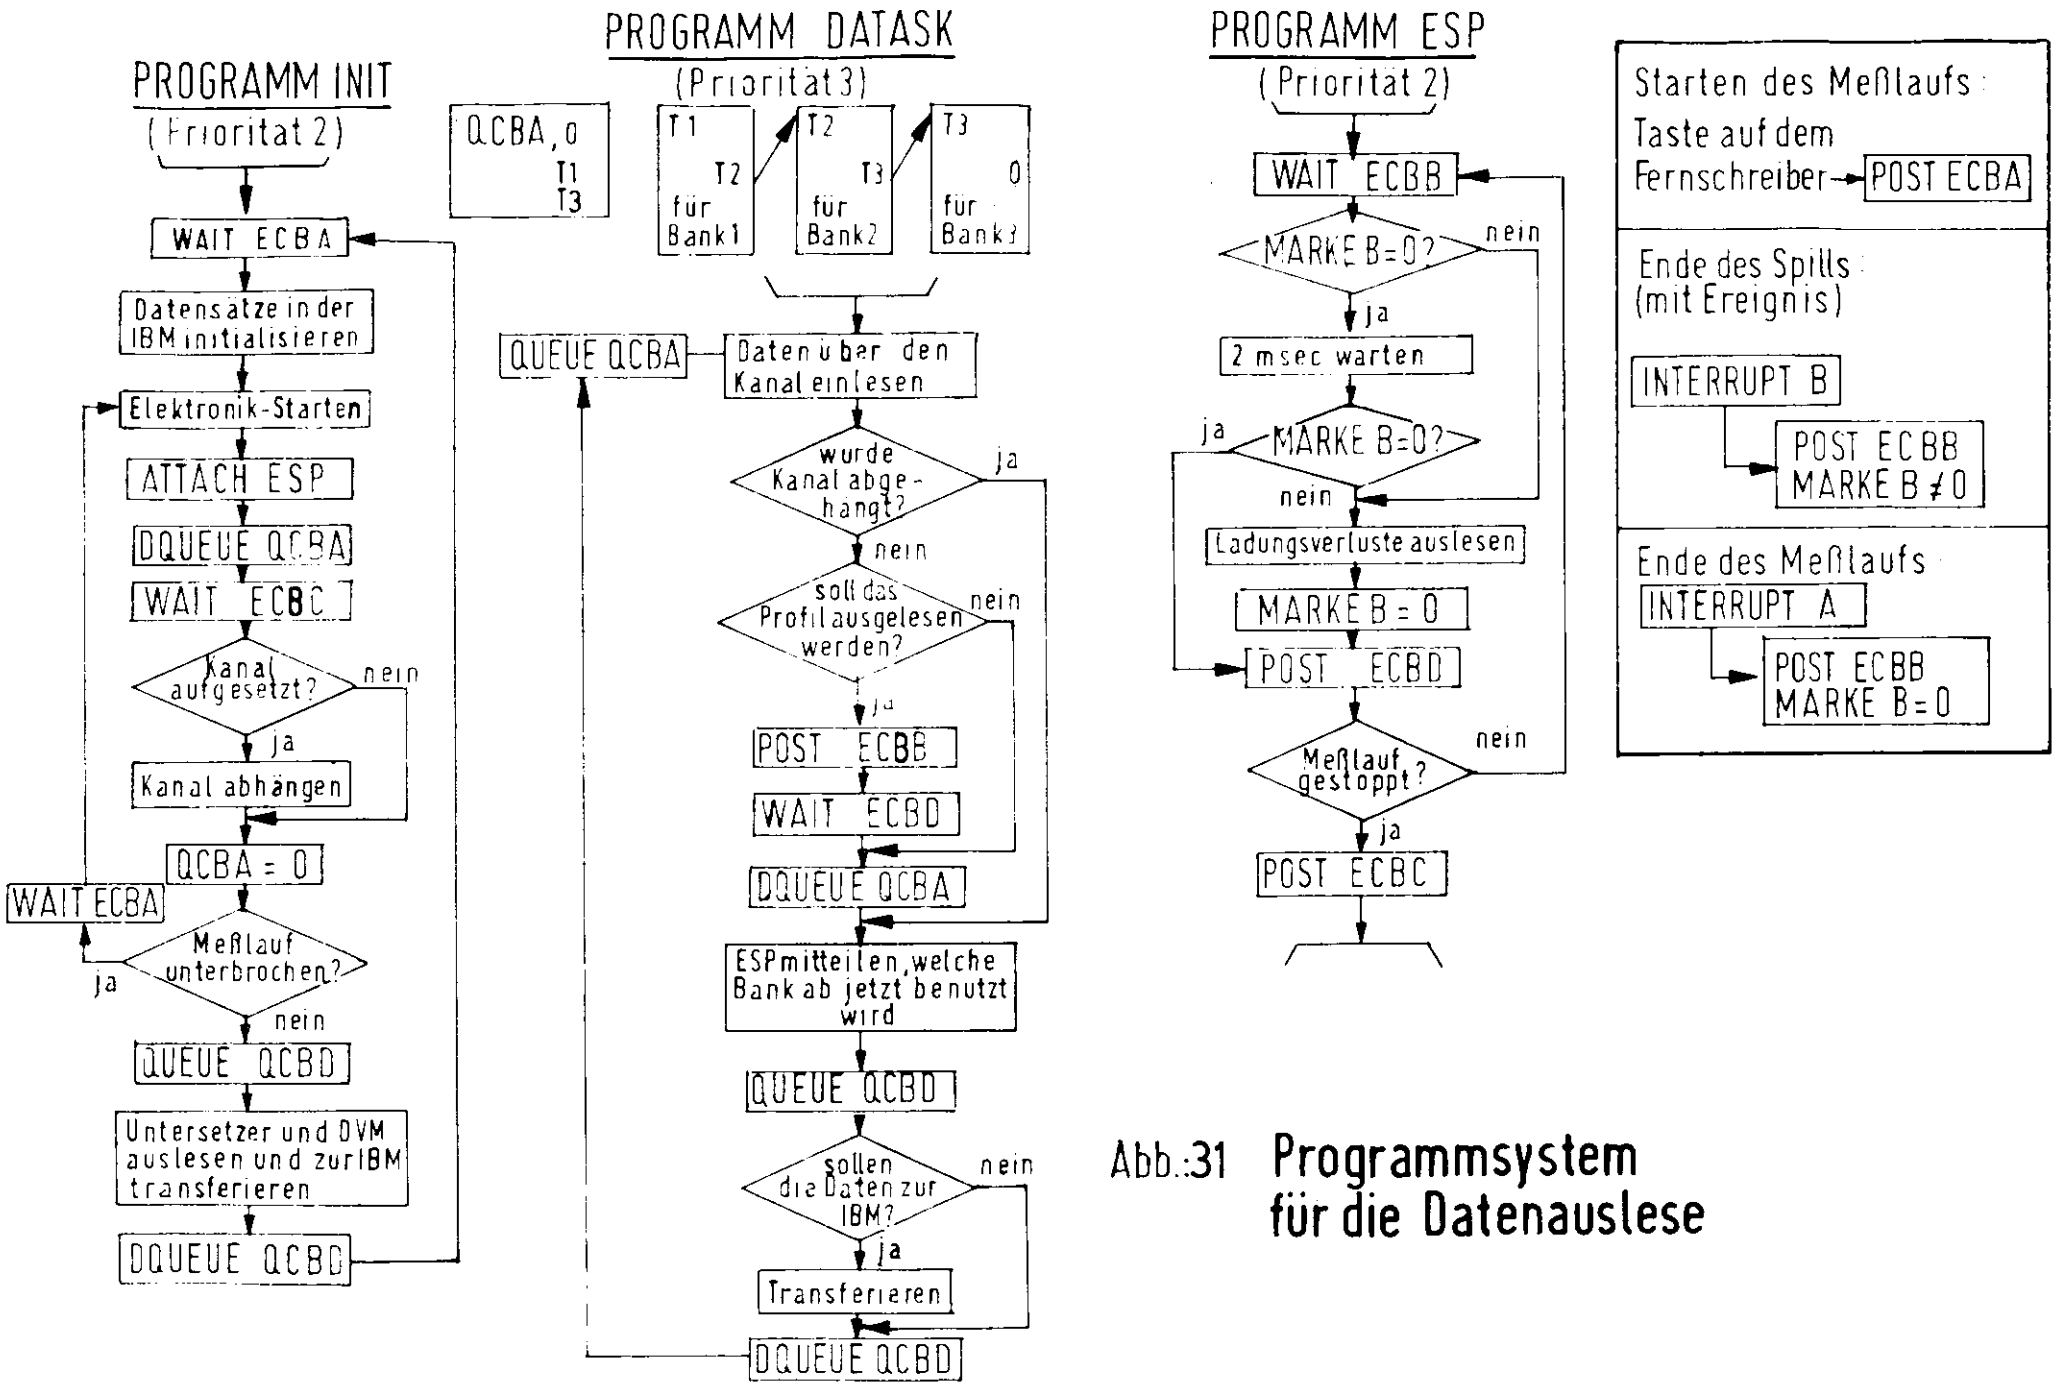 PROGRAMM INIT
(Priorität 2)
WAIT ECBA
Datensätze in der
IBM initialisieren
Elektronik-Starten
ATTACH ESP
DQUEUE QCBA
WAIT ECBC
Kanal
aufgesetzt?
nein
ja
Kanal abhängen
QCBA = 0
WAIT ECBA
Meßlauf
unterbrochen?
ja
nein
QUEUE QCBD
Untersetzer und DVM
auslesen und zur IBM
transferieren
DQUEUE QCBD
PROGRAMM DATASK
(Priorität 3)
QCBA, 0
T1
T3
T1
T2
für
Bank1
T2
T3
für
Bank2
T3
0
für
Bank3
QUEUE QCBA
Daten über den
Kanal einlesen
wurde
Kanal abge-
hängt?
ja
nein
soll das
Profil ausgelesen
werden?
nein
ja
POST ECBB
WAIT ECBD
DQUEUE QCBA
ESP mitteilen, welche
Bank ab jetzt benutzt
wird
QUEUE QCBD
sollen
die Daten zur
IBM?
nein
ja
Transferieren
DQUEUE QCBD
PROGRAMM ESP
(Priorität 2)
WAIT ECBB
MARKE B=0?
nein
ja
2 msec warten
MARKE B=0?
ja
nein
Ladungsverluste auslesen
MARKE B = 0
POST ECBD
Meßlauf
gestoppt?
nein
ja
POST ECBC
Starten des Meßlaufs:
Taste auf dem
Fernschreiber
POST ECBA
Ende des Spills:
(mit Ereignis)
INTERRUPT B
POST ECBB
MARKE B ≠ 0
Ende des Meßlaufs
INTERRUPT A
POST ECBB
MARKE B = 0
Abb.:31 Programmsystem
für die Datenauslese